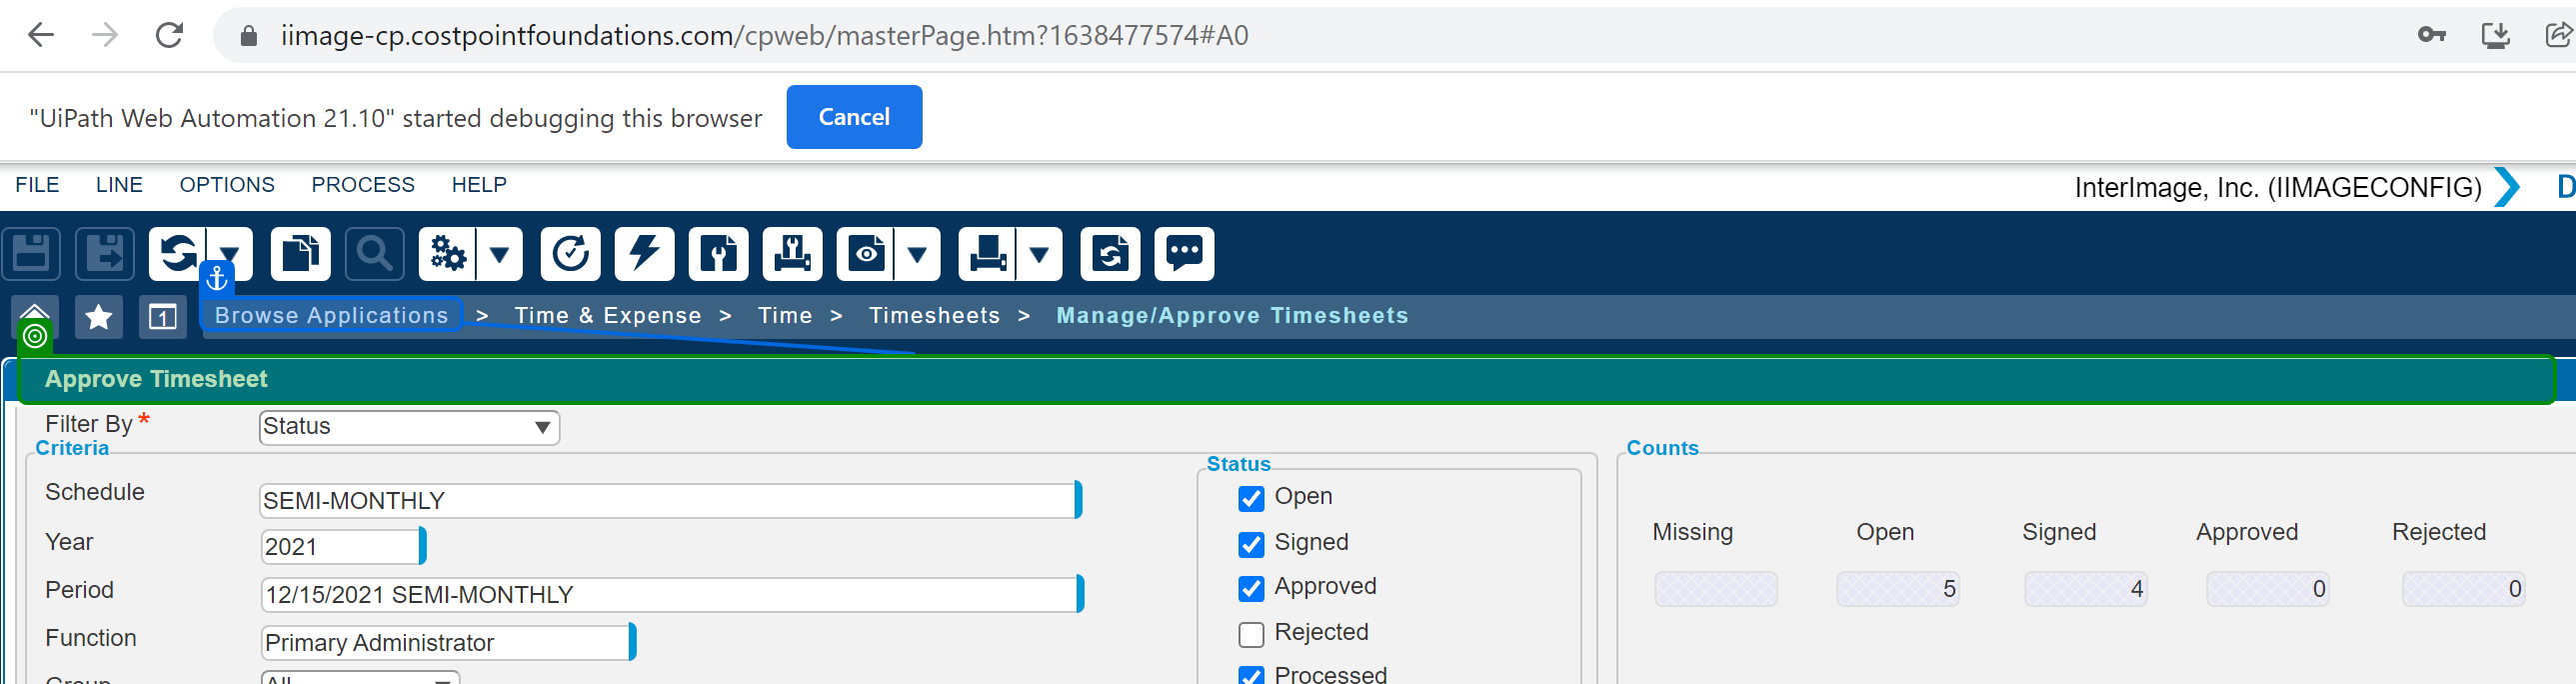 iimage-cp.costpointfoundations.com/cpweb/masterPage.htm?1638477574#A0
"UiPath Web Automation 21.10" started debugging this browser Cancel
FILE LINE OPTIONS PROCESS HELP InterImage, Inc. (IIMAGECONFIG) D
1 Browse Applications > Time & Expense > Time > Timesheets > Manage/Approve Timesheets
Approve Timesheet
Filter By * Status
Criteria
Schedule SEMI-MONTHLY
Year 2021
Period 12/15/2021 SEMI-MONTHLY
Function Primary Administrator
Group All
Status
Open
Signed
Approved
Rejected
Processed
Counts
Missing Open Signed Approved Rejected
5 4 0 0